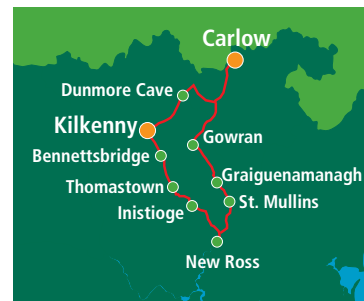 Carlow
Dunmore Cave
Kilkenny
Gowran
Bennettsbridge
Graiguenamanagh
Thomastown
St. Mullins
Inistioge
New Ross